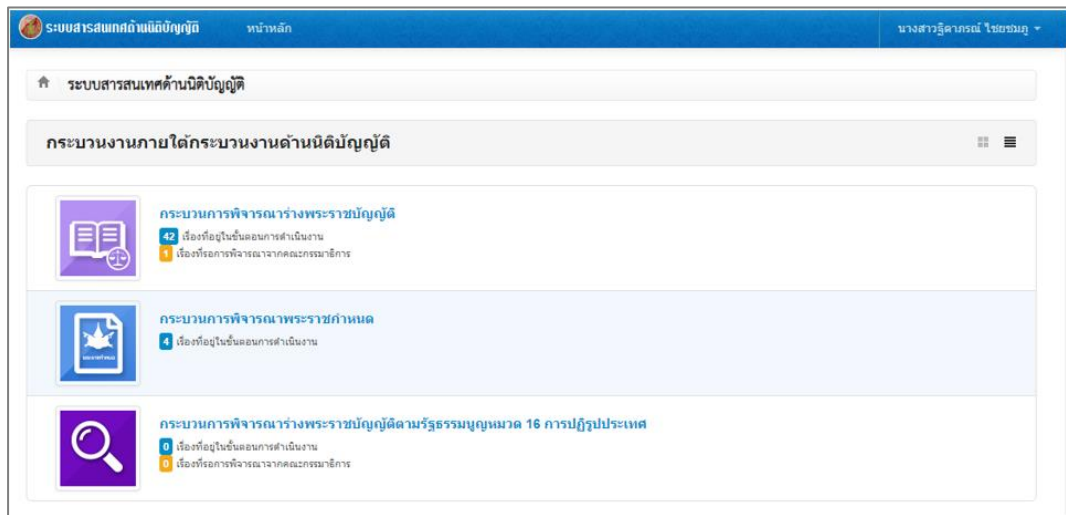 ระบบสารสนเทศด้านนิติบัญญัติ หน้าหลัก นางสาวฐิดาภรณ์ ไชยชมภู
ระบบสารสนเทศด้านนิติบัญญัติ
กระบวนงานภายใต้กระบวนงานด้านนิติบัญญัติ
กระบวนการพิจารณาร่างพระราชบัญญัติ
42 เรื่องที่อยู่ในขั้นตอนการดำเนินงาน
1 เรื่องที่รอการพิจารณาจากคณะกรรมาธิการ
กระบวนการพิจารณาพระราชกำหนด
4 เรื่องที่อยู่ในขั้นตอนการดำเนินงาน
กระบวนการพิจารณาร่างพระราชบัญญัติตามรัฐธรรมนูญหมวด 16 การปฏิรูปประเทศ
0 เรื่องที่อยู่ในขั้นตอนการดำเนินงาน
0 เรื่องที่รอการพิจารณาจากคณะกรรมาธิการ